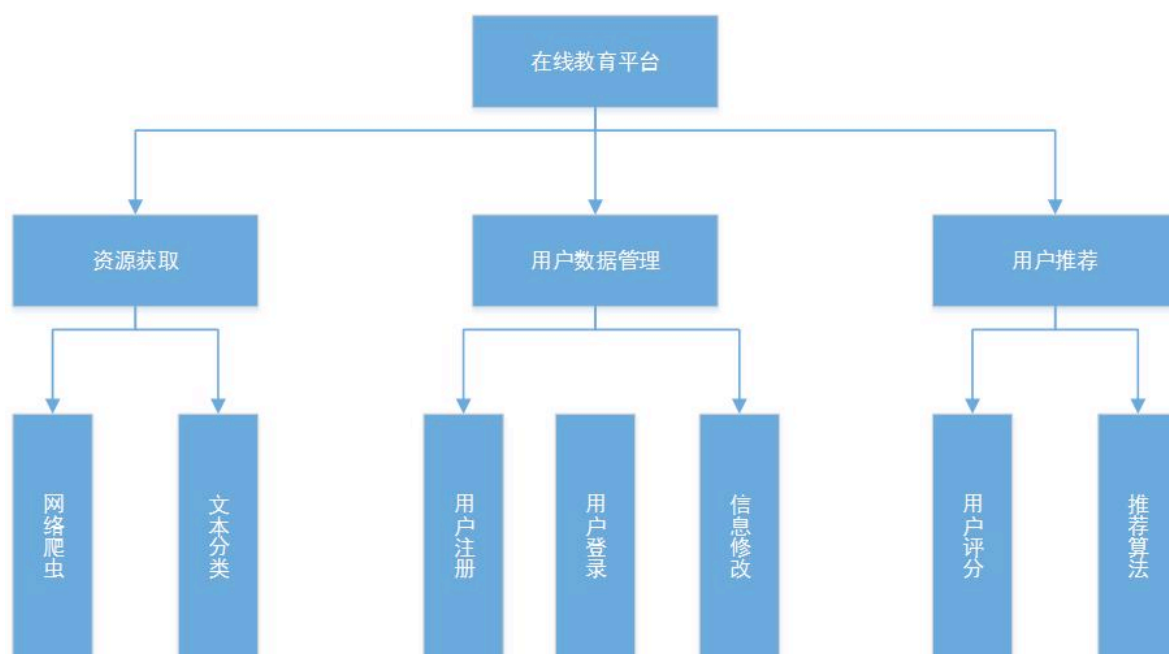 在线教育平台
资源获取
用户数据管理
用户推荐
网络爬虫
文本分类
用户注册
用户登录
信息修改
用户评分
推荐算法